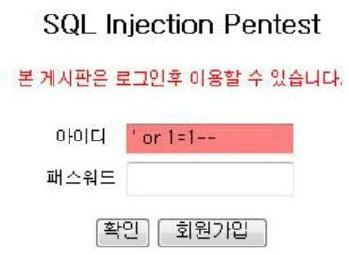 SQL Injection Pentest
본 게시판은 로그인후 이용할 수 있습니다.
아이디 ' or 1=1--
패스워드
확인 회원가입